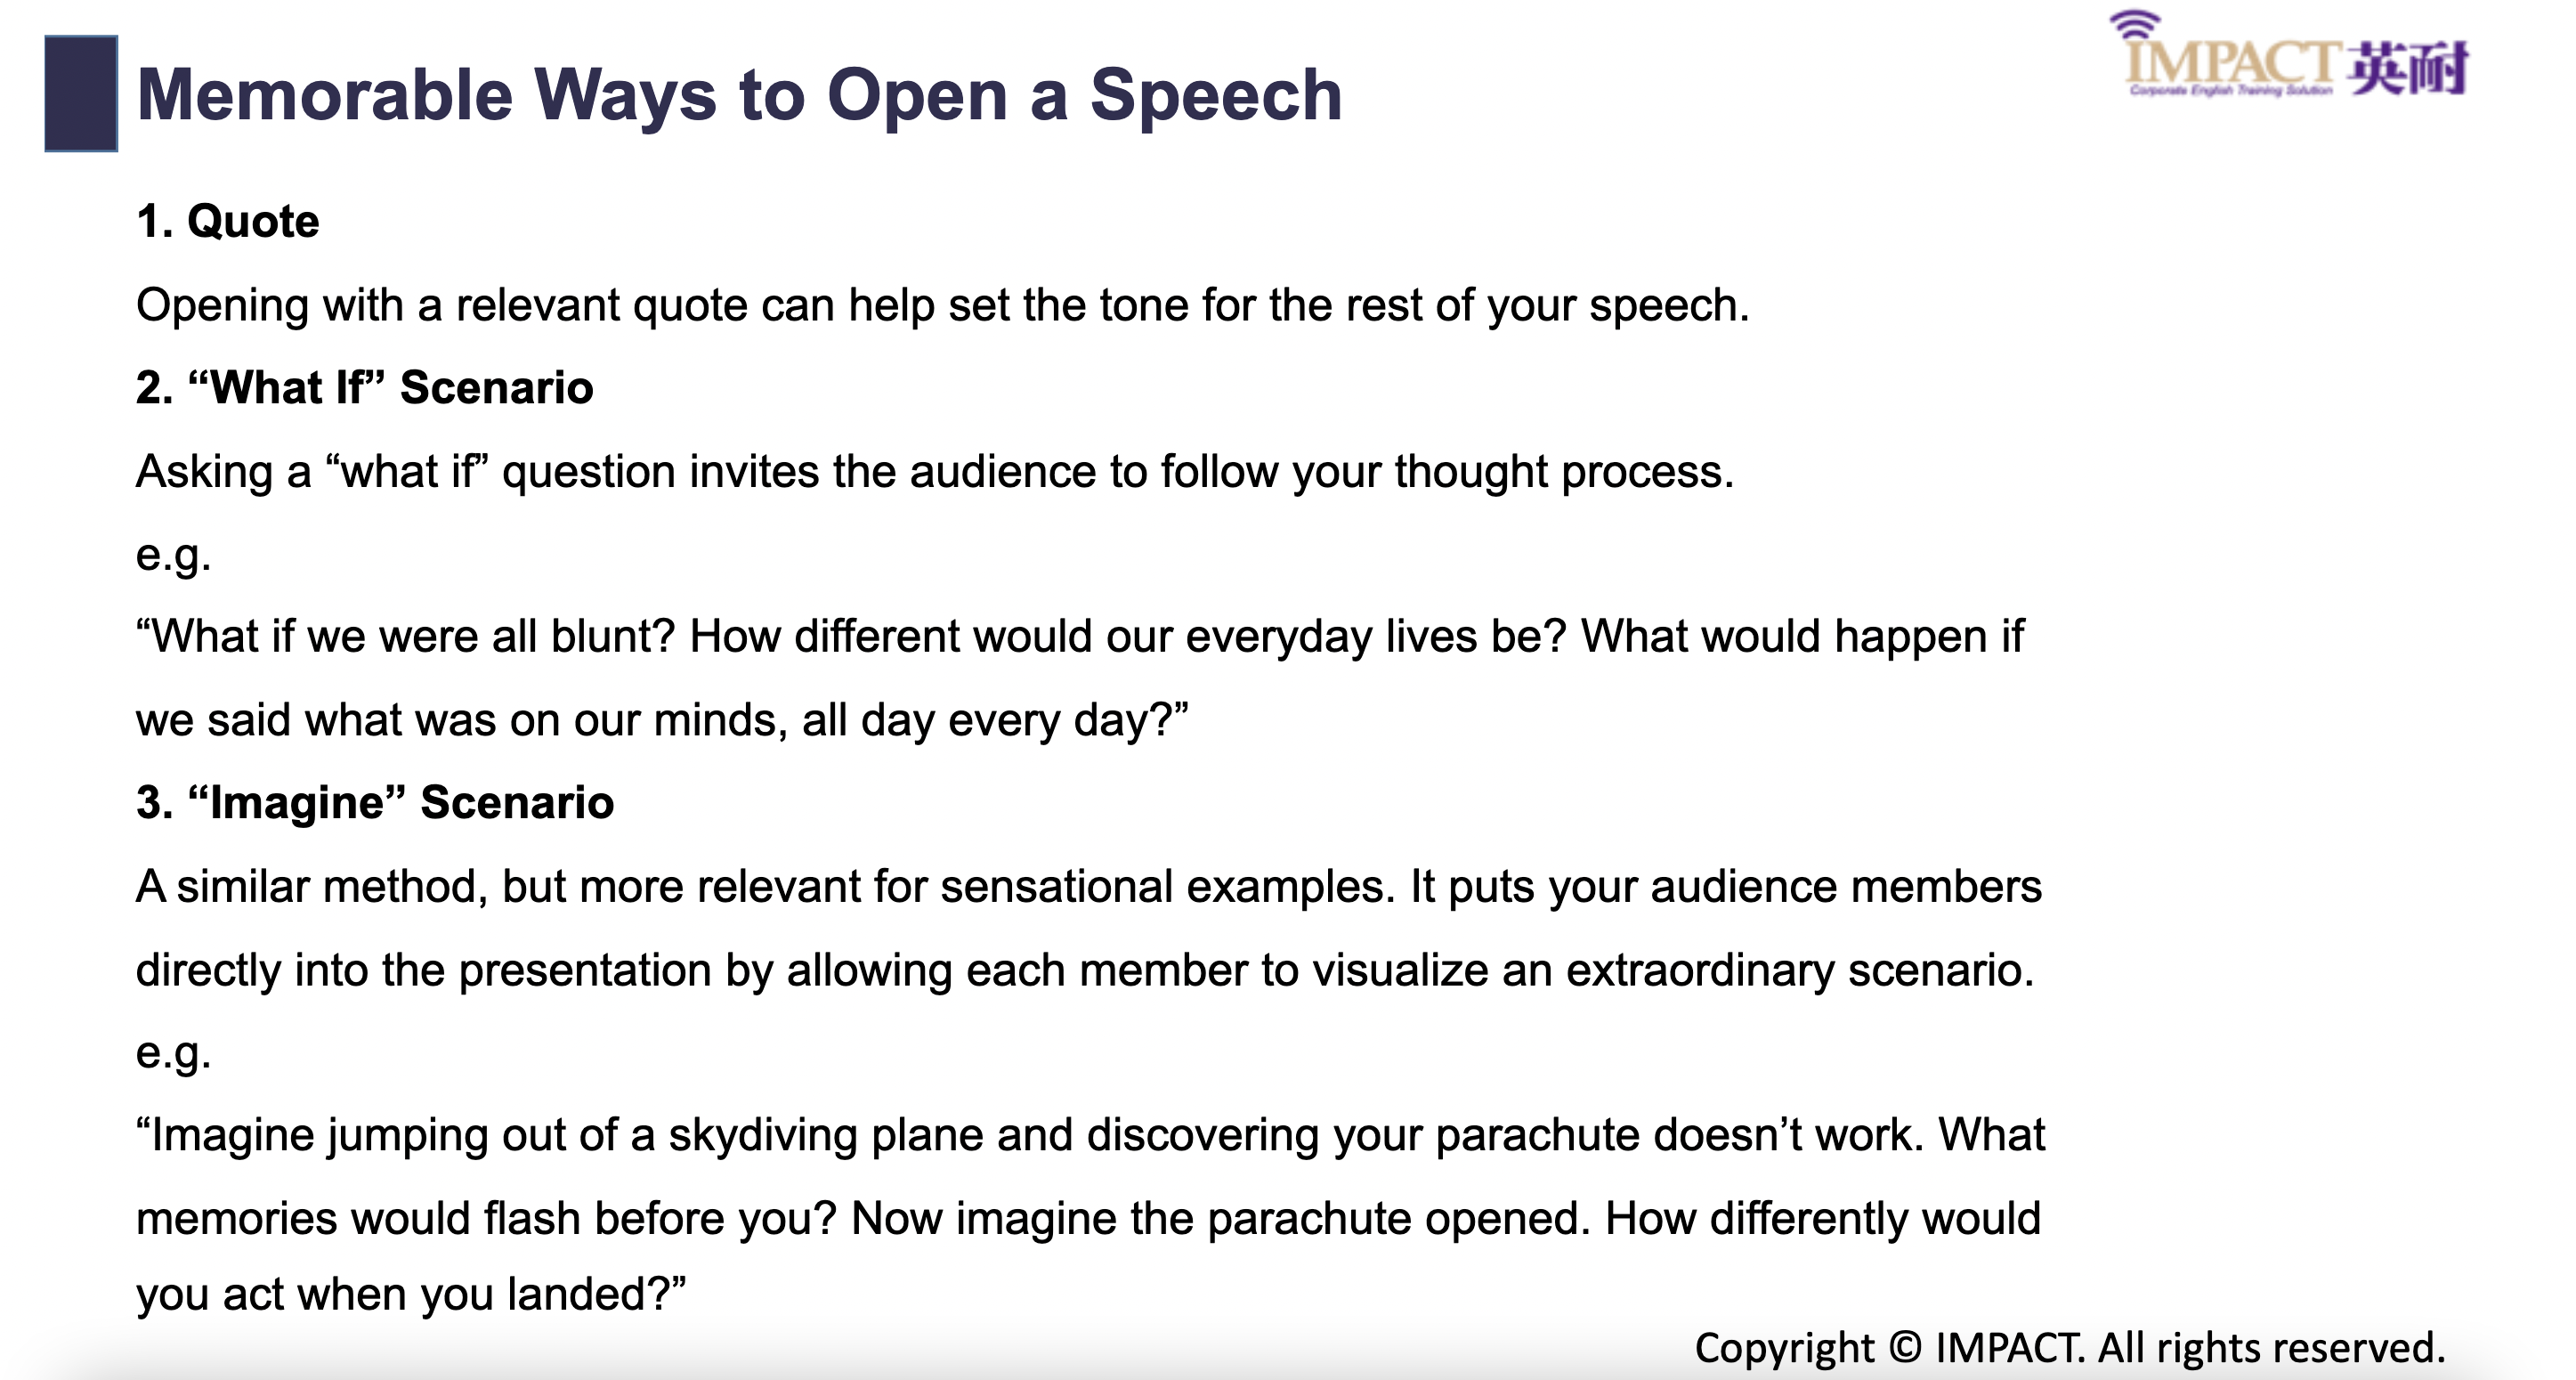 IMPACT英耐
Corporate English Training Solution
Memorable Ways to Open a Speech
1. Quote
Opening with a relevant quote can help set the tone for the rest of your speech.
2. “What If” Scenario
Asking a “what if” question invites the audience to follow your thought process.
e.g.
“What if we were all blunt? How different would our everyday lives be? What would happen if
we said what was on our minds, all day every day?”
3. “Imagine” Scenario
A similar method, but more relevant for sensational examples. It puts your audience members
directly into the presentation by allowing each member to visualize an extraordinary scenario.
e.g.
“Imagine jumping out of a skydiving plane and discovering your parachute doesn’t work. What
memories would flash before you? Now imagine the parachute opened. How differently would
you act when you landed?”
Copyright © IMPACT. All rights reserved.